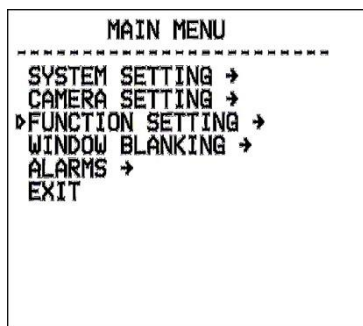 MAIN MENU
SYSTEM SETTING →
CAMERA SETTING →
FUNCTION SETTING →
WINDOW BLANKING →
ALARMS →
EXIT